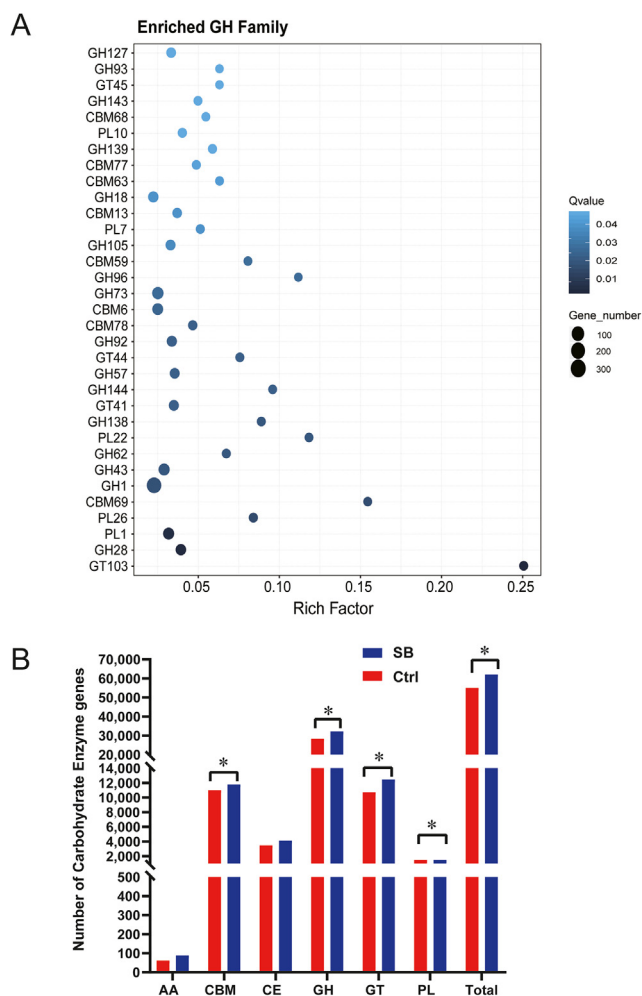 A
Enriched GH Family
GH127
GH93
GT45
GH143
CBM68
PL10
GH139
CBM77
CBM63
GH18
CBM13
PL7
GH105
CBM59
GH96
GH73
CBM6
CBM78
GH92
GT44
GH57
GH144
GT41
GH138
PL22
GH62
GH43
GH1
CBM69
PL26
PL1
GH28
GT103
0.05 0.10 0.15 0.20 0.25
Rich Factor
Qvalue
0.04
0.02
0.01
Gene_number
100
200
300
B
Number of Carbohydrate Enzyme genes
70,000
60,000
50,000
40,000
30,000
20,000
14,000
12,000
10,000
8,000
6,000
4,000
2,000
500
400
300
200
100
0
SB
Ctrl
* * * * *
AA CBM CE GH GT PL Total